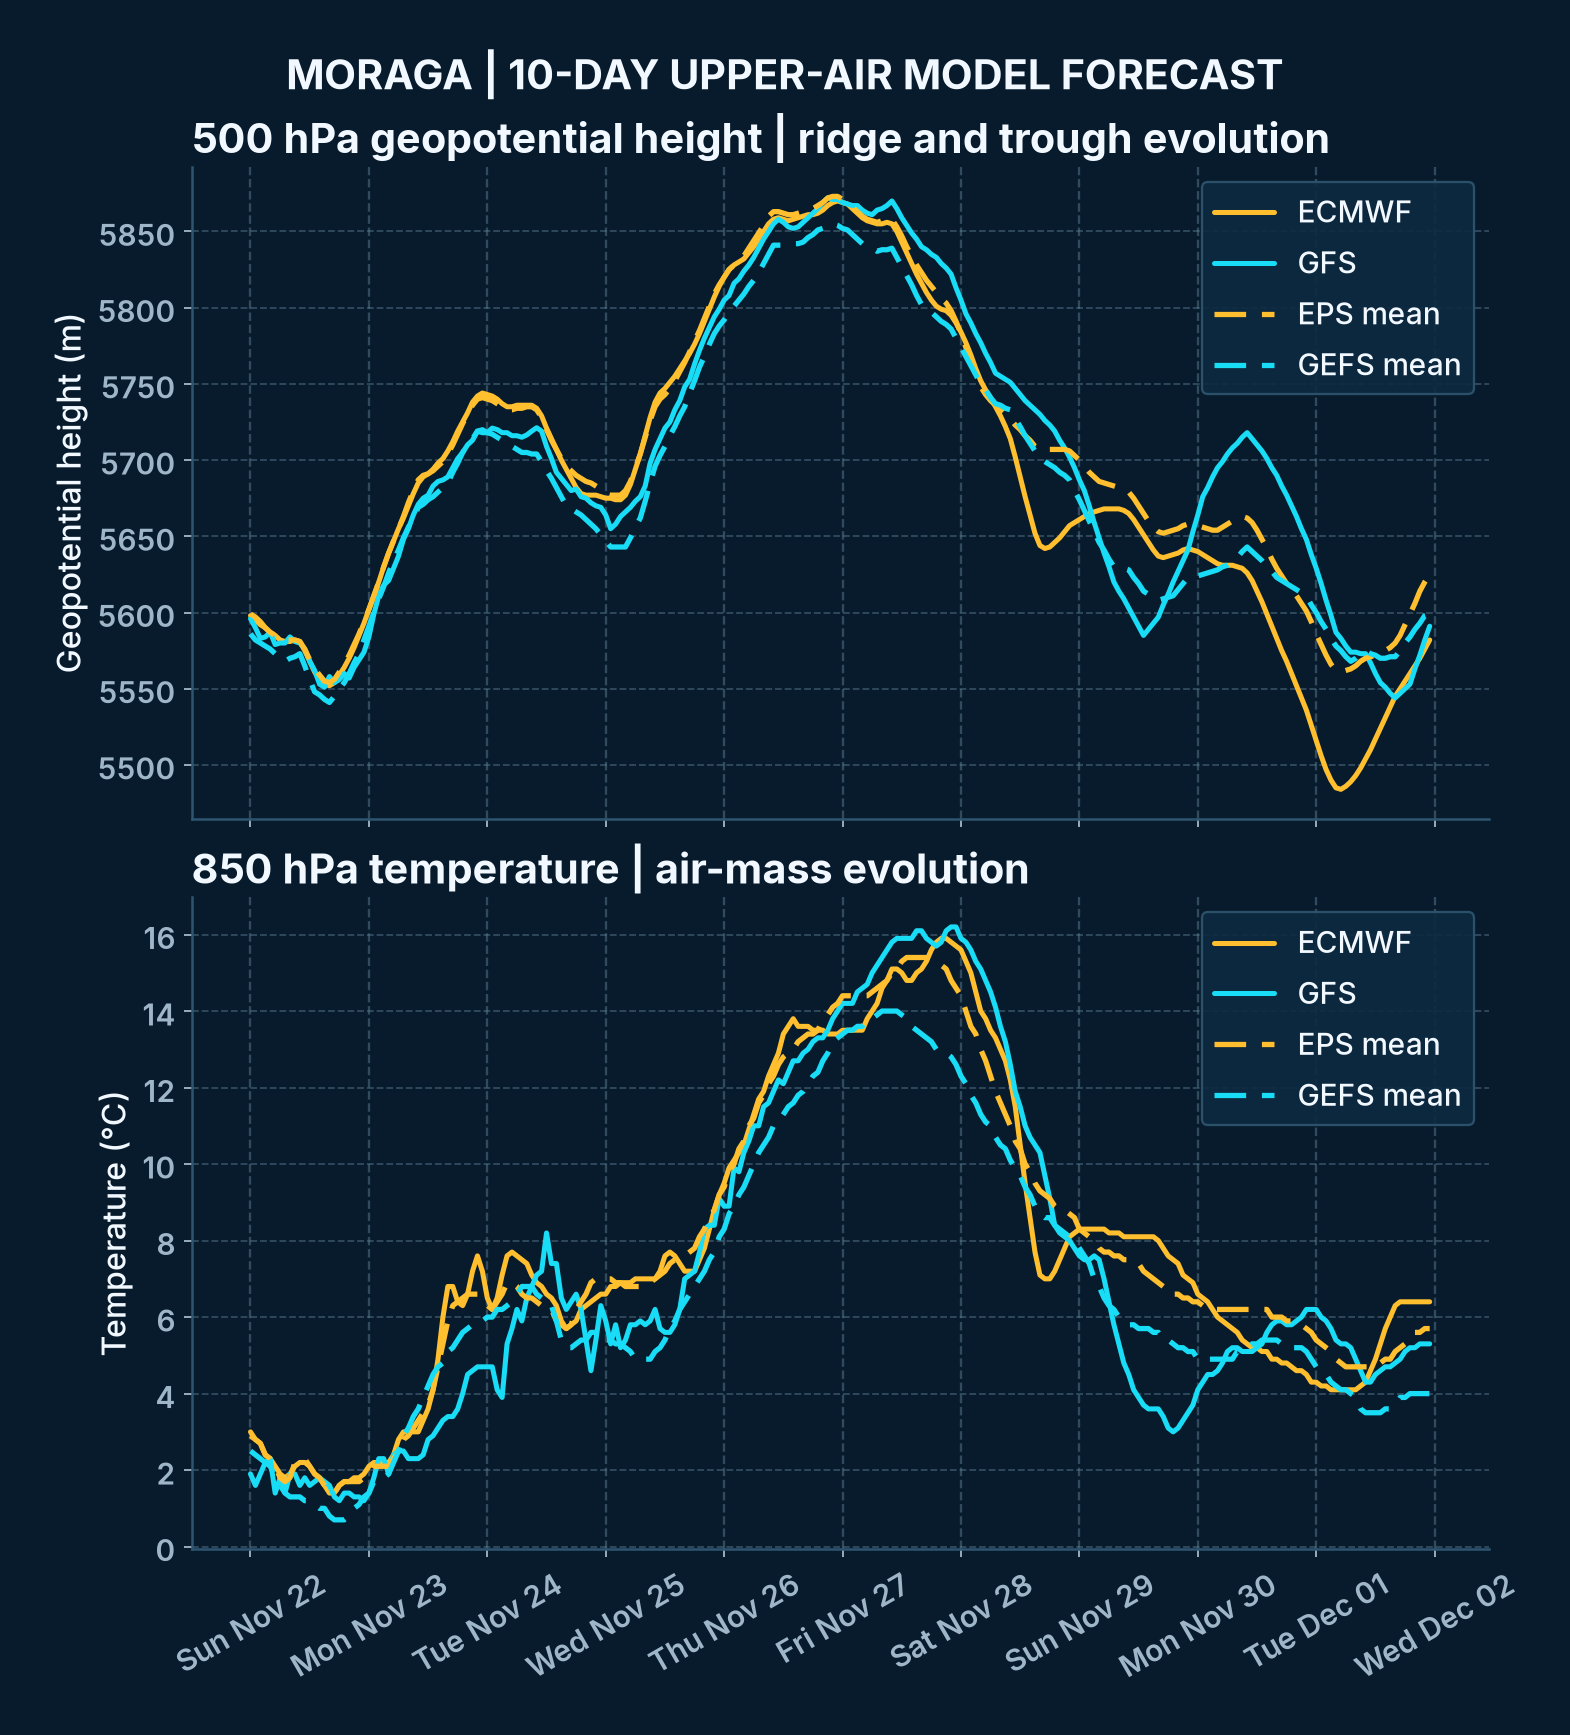 MORAGA | 10-DAY UPPER-AIR MODEL FORECAST
500 hPa geopotential height | ridge and trough evolution
Geopotential height (m)
5850
5800
5750
5700
5650
5600
5550
5500
ECMWF
GFS
EPS mean
GEFS mean
850 hPa temperature | air-mass evolution
Temperature (°C)
16
14
12
10
8
6
4
2
0
ECMWF
GFS
EPS mean
GEFS mean
Sun Nov 22
Mon Nov 23
Tue Nov 24
Wed Nov 25
Thu Nov 26
Fri Nov 27
Sat Nov 28
Sun Nov 29
Mon Nov 30
Tue Dec 01
Wed Dec 02